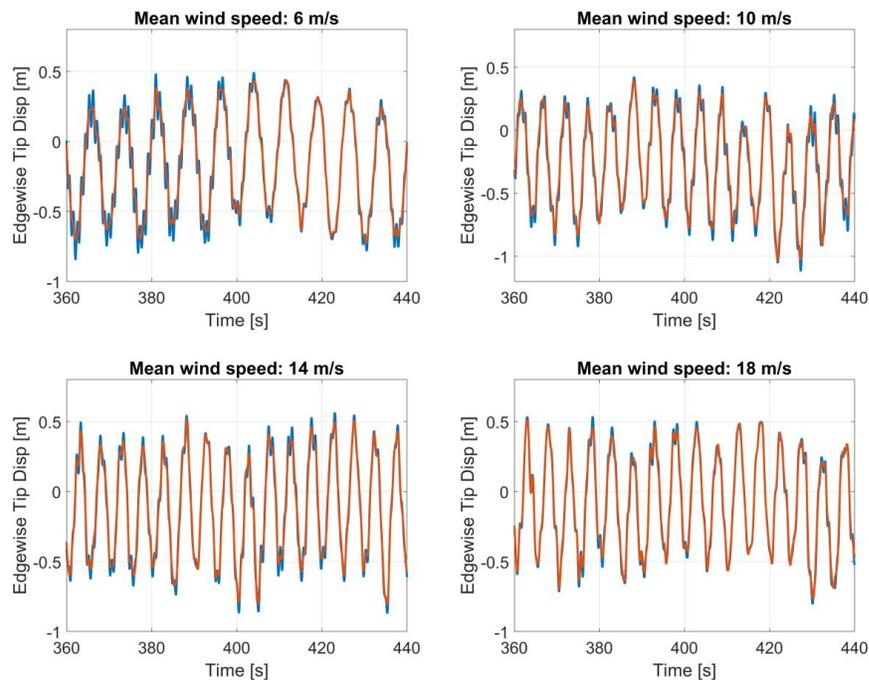 Mean wind speed: 6 m/s
Edgewise Tip Disp [m]
0.5
0
-0.5
-1
360 380 400 420 440
Time [s]
Mean wind speed: 10 m/s
Edgewise Tip Disp [m]
0.5
0
-0.5
-1
360 380 400 420 440
Time [s]
Mean wind speed: 14 m/s
Edgewise Tip Disp [m]
0.5
0
-0.5
-1
360 380 400 420 440
Time [s]
Mean wind speed: 18 m/s
Edgewise Tip Disp [m]
0.5
0
-0.5
-1
360 380 400 420 440
Time [s]